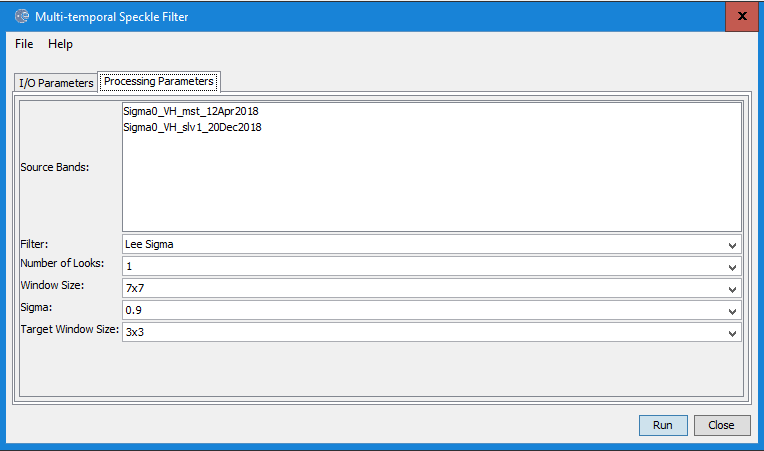 Multi-temporal Speckle Filter
x
File Help
I/O Parameters Processing Parameters
Sigma0_VH_mst_12Apr2018
Sigma0_VH_slv1_20Dec2018
Source Bands:
Filter: Lee Sigma
Number of Looks: 1
Window Size: 7x7
Sigma: 0.9
Target Window Size: 3x3
Run Close